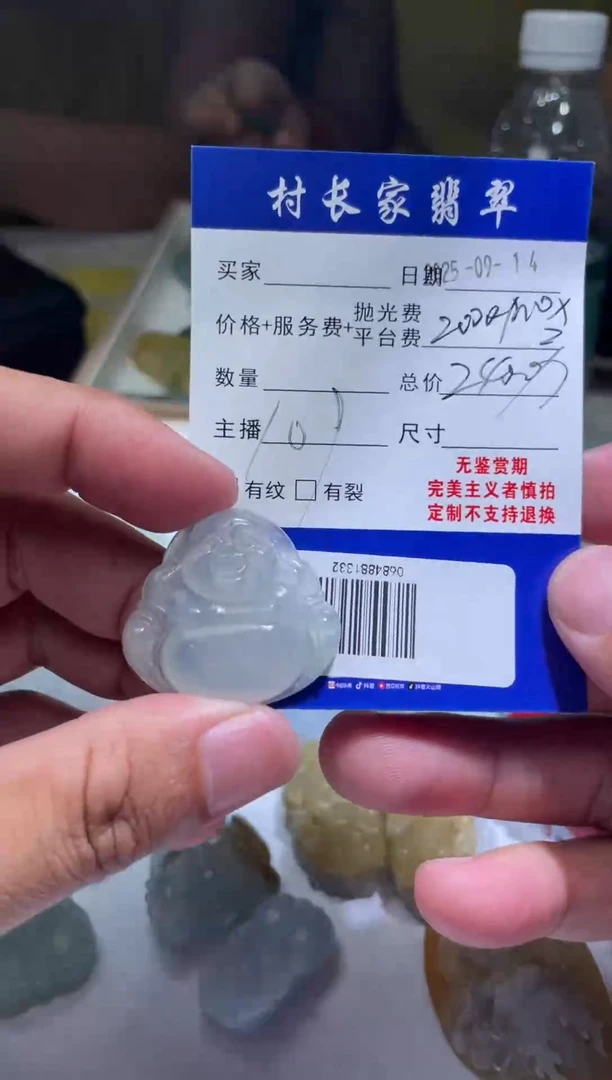 村长家翡翠
买家 日期 2025-09-14
价格+服务费+抛光费平台费
数量 总价
主播 尺寸
有纹 有裂
无鉴赏期
完美主义者慎拍
定制不支持退换
0684881332